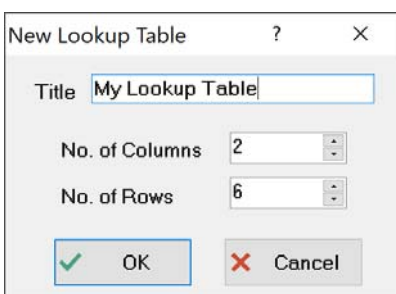 New Lookup Table ?
Title My Lookup Table
No. of Columns 2
No. of Rows 6
OK Cancel